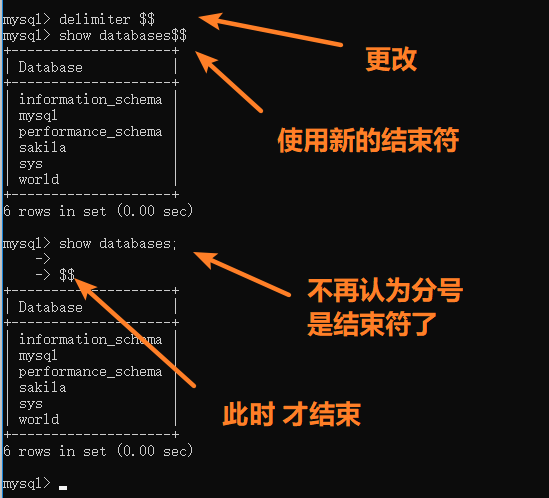 mysql> delimiter $$
更改
mysql> show databases$$
+--------------------+
| Database           |
+--------------------+
| information_schema |
| mysql              |
| performance_schema |
| sakila             |
| sys                |
| world              |
+--------------------+
使用新的结束符
6 rows in set (0.00 sec)
mysql> show databases;
    ->
    -> $$
不再认为分号
是结束符了
+--------------------+
| Database           |
+--------------------+
| information_schema |
| mysql              |
| performance_schema |
| sakila             |
| sys                |
| world              |
+--------------------+
此时 才结束
6 rows in set (0.00 sec)
mysql> _